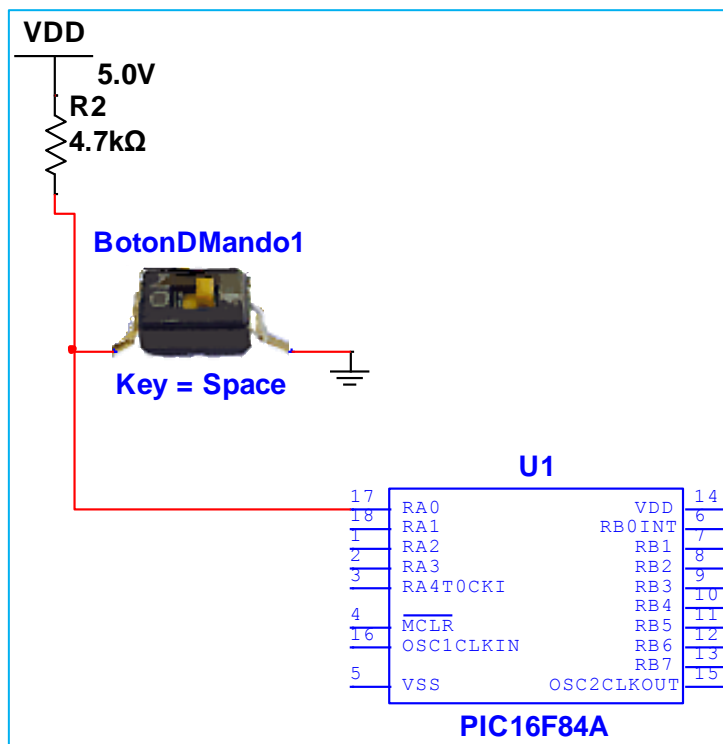 VDD
5.0V
R2
4.7kΩ
BotonDMando1
Key = Space
U1
17 RA0 VDD 14
18 RA1 RB0INT 6
1 RA2 RB1 7
2 RA3 RB2 8
3 RA4T0CKI RB3 9
RB4 10
4 MCLR RB5 11
16 OSC1CLKIN RB6 12
RB7 13
5 VSS OSC2CLKOUT 15
PIC16F84A